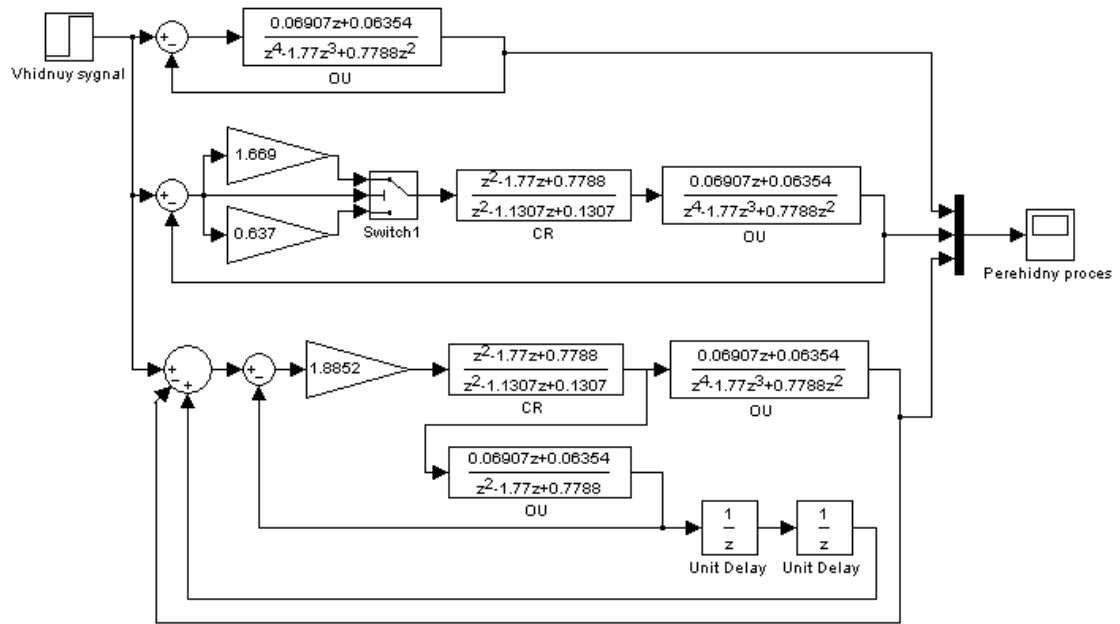 Vhidnuy sygnal
+
-
0.06907z+0.06354
z⁴-1.77z³+0.7788z²
OU
+
-
1.669
0.637
Switch1
z²-1.77z+0.7788
z²-1.1307z+0.1307
CR
0.06907z+0.06354
z⁴-1.77z³+0.7788z²
OU
Perehidny proces
+
-
+
+
-
1.8852
z²-1.77z+0.7788
z²-1.1307z+0.1307
CR
0.06907z+0.06354
z⁴-1.77z³+0.7788z²
OU
0.06907z+0.06354
z²-1.77z+0.7788
OU
1
z
Unit Delay
1
z
Unit Delay